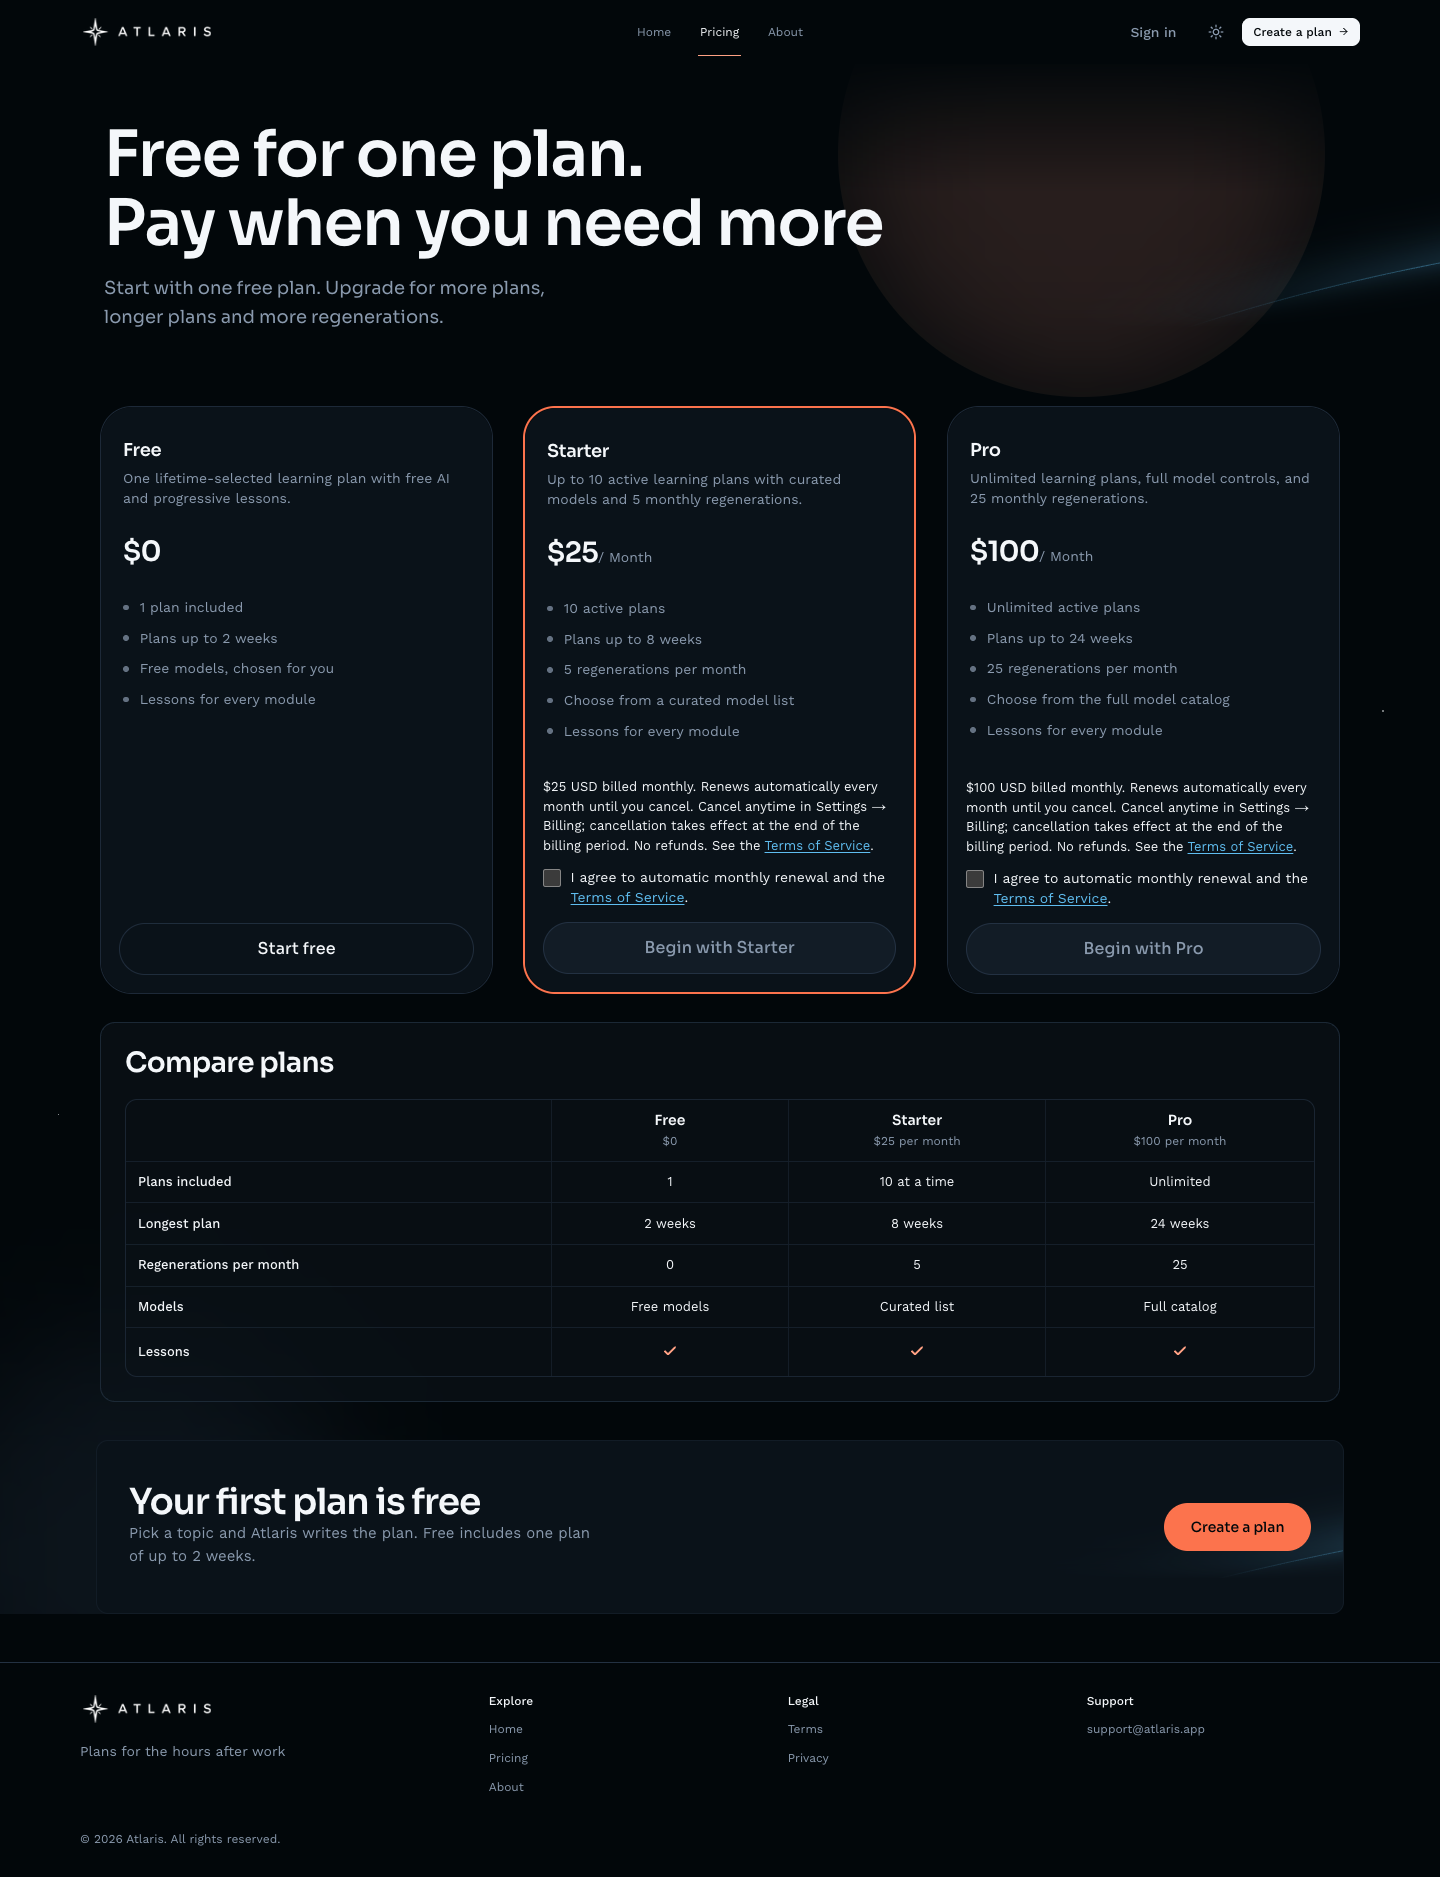 ATLARIS
Home
Pricing
About
Sign in
Create a plan →
Free for one plan.
Pay when you need more
Start with one free plan. Upgrade for more plans,
longer plans and more regenerations.
Free
One lifetime-selected learning plan with free AI
and progressive lessons.
$0
1 plan included
Plans up to 2 weeks
Free models, chosen for you
Lessons for every module
Start free
Starter
Up to 10 active learning plans with curated
models and 5 monthly regenerations.
$25/ Month
10 active plans
Plans up to 8 weeks
5 regenerations per month
Choose from a curated model list
Lessons for every module
$25 USD billed monthly. Renews automatically every
month until you cancel. Cancel anytime in Settings →
Billing; cancellation takes effect at the end of the
billing period. No refunds. See the Terms of Service.
I agree to automatic monthly renewal and the
Terms of Service.
Begin with Starter
Pro
Unlimited learning plans, full model controls, and
25 monthly regenerations.
$100/ Month
Unlimited active plans
Plans up to 24 weeks
25 regenerations per month
Choose from the full model catalog
Lessons for every module
$100 USD billed monthly. Renews automatically every
month until you cancel. Cancel anytime in Settings →
Billing; cancellation takes effect at the end of the
billing period. No refunds. See the Terms of Service.
I agree to automatic monthly renewal and the
Terms of Service.
Begin with Pro
Compare plans
Free Starter Pro
$0 $25 per month $100 per month
Plans included 1 10 at a time Unlimited
Longest plan 2 weeks 8 weeks 24 weeks
Regenerations per month 0 5 25
Models Free models Curated list Full catalog
Lessons ✓ ✓ ✓
Your first plan is free
Pick a topic and Atlaris writes the plan. Free includes one plan
of up to 2 weeks.
Create a plan
ATLARIS
Plans for the hours after work
Explore
Home
Pricing
About
Legal
Terms
Privacy
Support
support@atlaris.app
© 2026 Atlaris. All rights reserved.